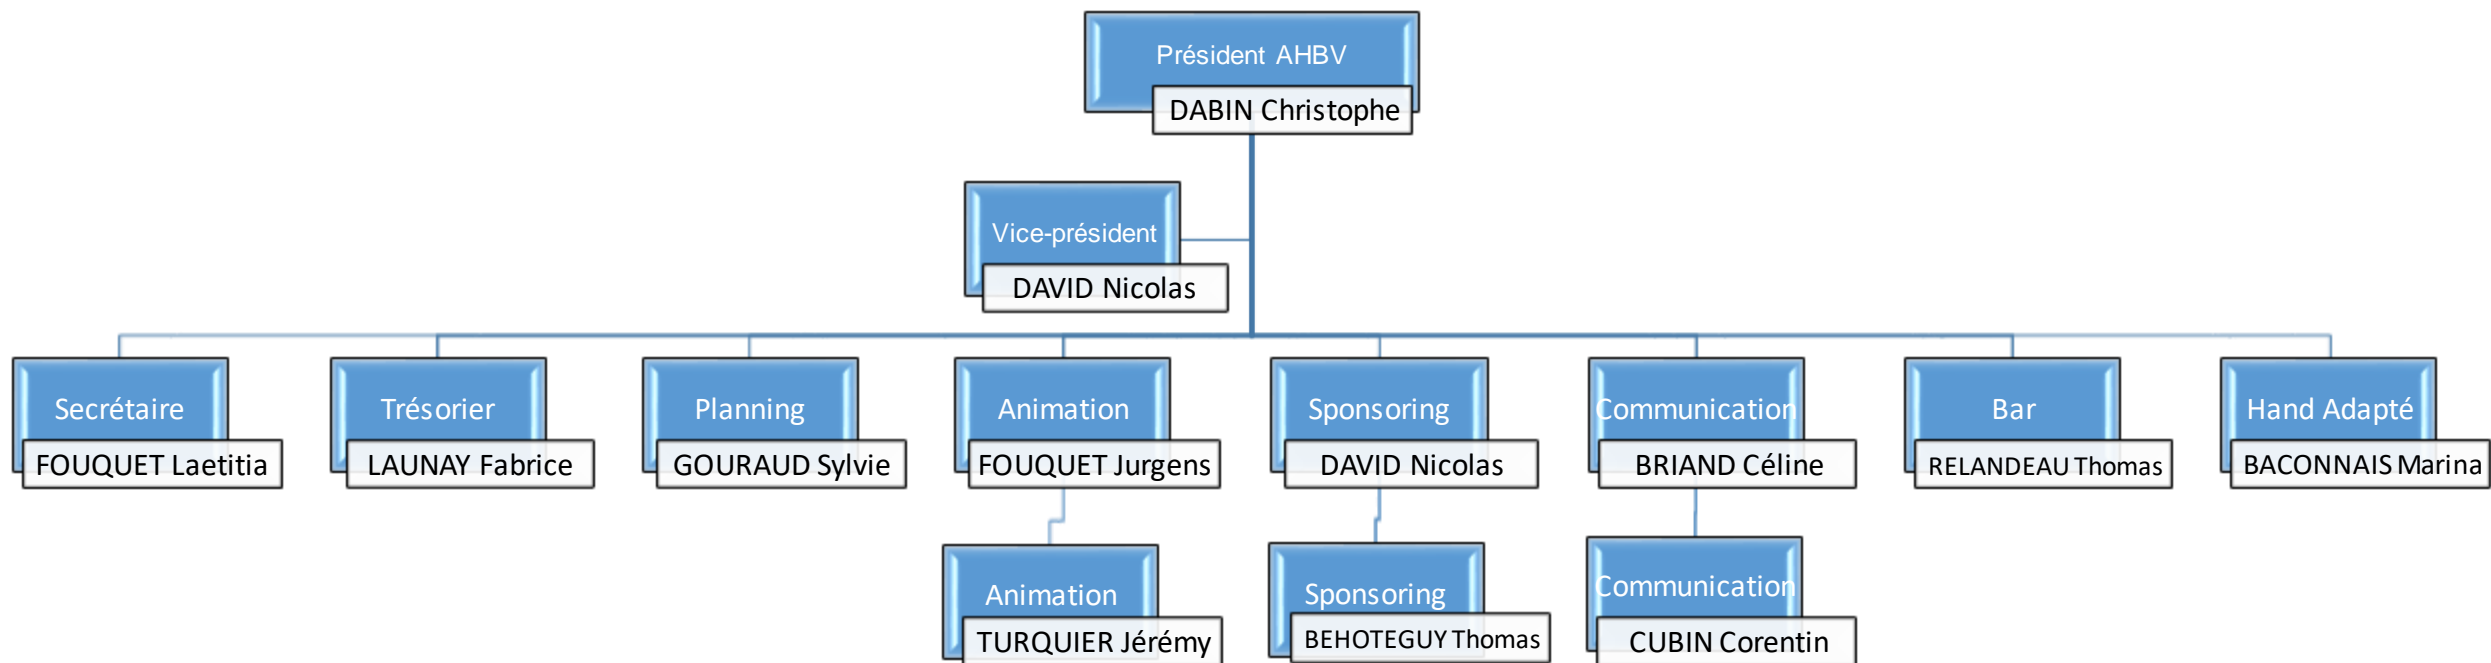 Président AHBV
DABIN Christophe
Vice-président
DAVID Nicolas
Secrétaire
FOUQUET Laetitia
Trésorier
LAUNAY Fabrice
Planning
GOURAUD Sylvie
Animation
FOUQUET Jurgens
Sponsoring
DAVID Nicolas
Communication
BRIAND Céline
Bar
RELANDEAU Thomas
Hand Adapté
BACONNAIS Marina
Animation
TURQUIER Jérémy
Sponsoring
BEHOTEGUY Thomas
Communication
CUBIN Corentin